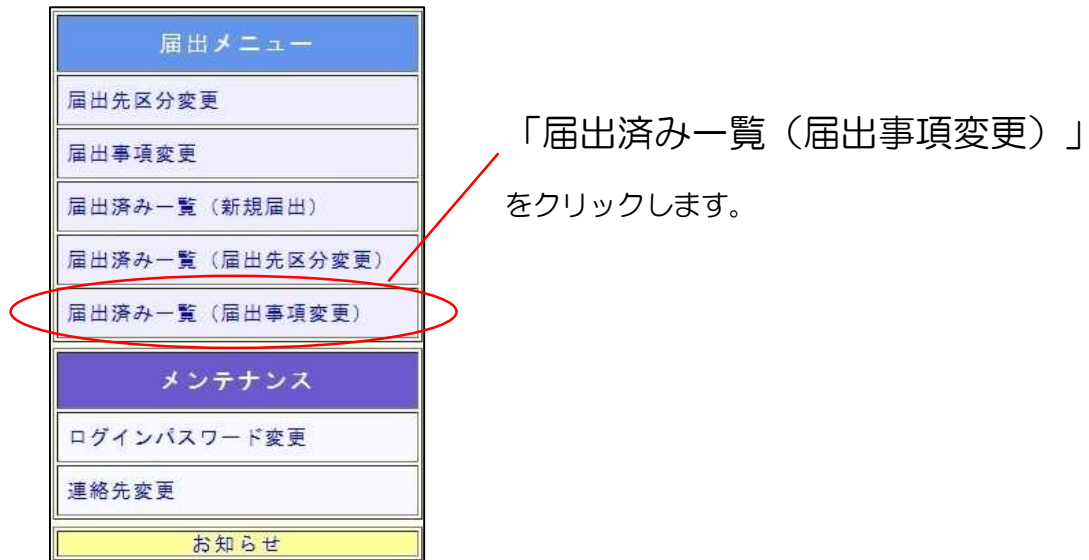 届出メニュー
届出先区分変更
届出事項変更
届出済み一覧（新規届出）
届出済み一覧（届出先区分変更）
届出済み一覧（届出事項変更）
メンテナンス
ログインパスワード変更
連絡先変更
お知らせ
「届出済み一覧（届出事項変更）」
をクリックします。